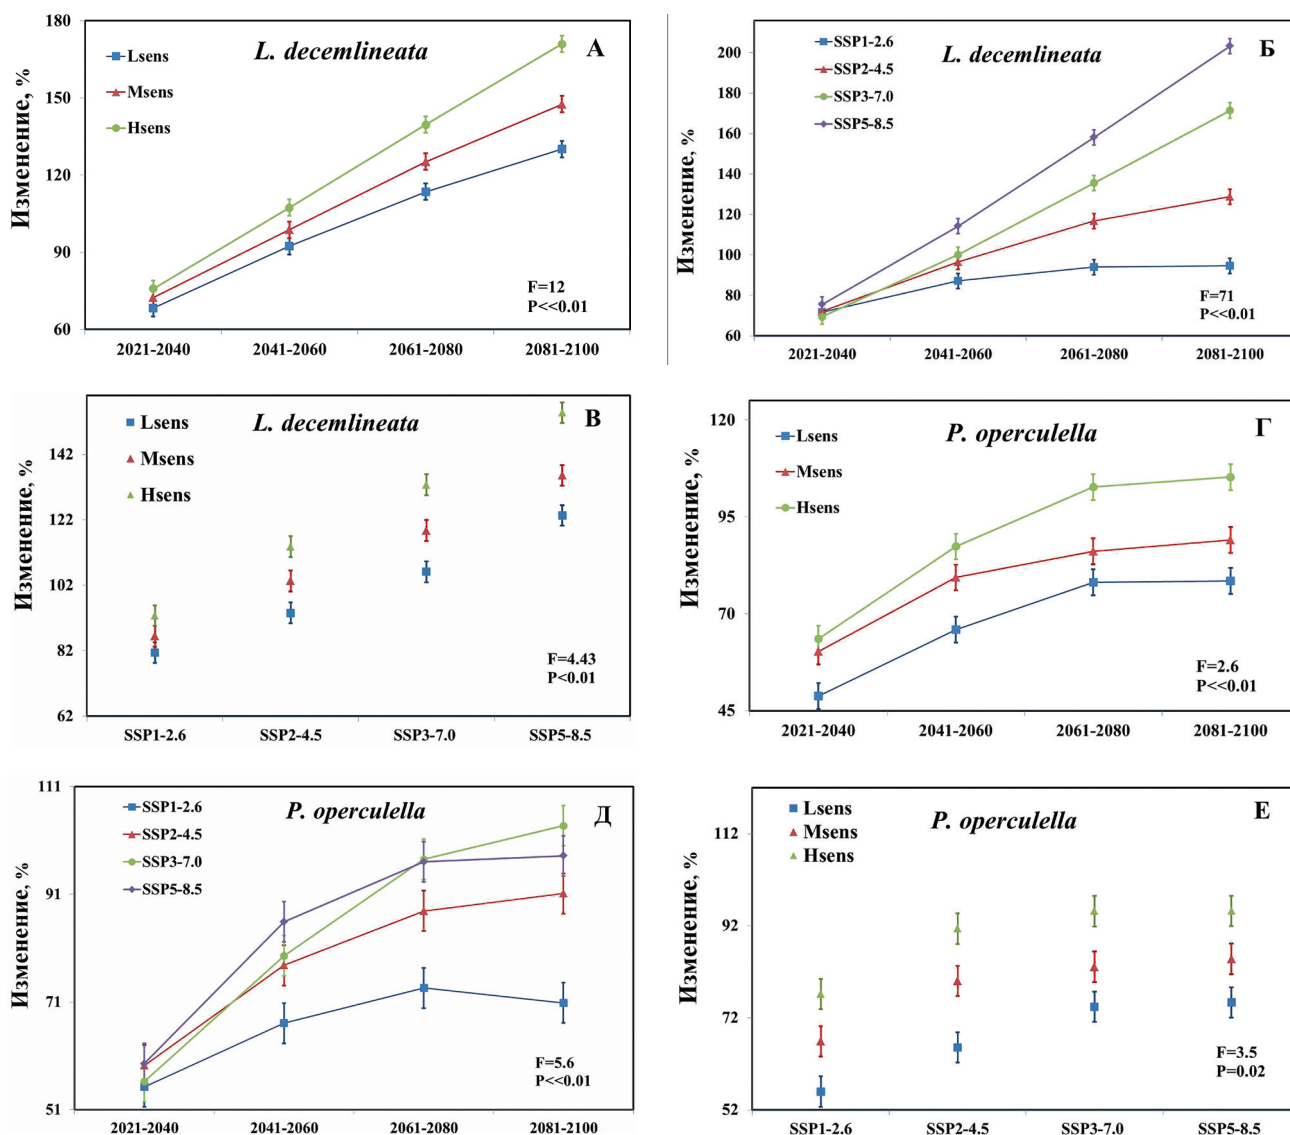 180
150
120
90
60
Изменение, %
Lsens
Msens
Hsens
L. decemlineata
А
F=12
P<<0.01
2021-2040
2041-2060
2061-2080
2081-2100
200
180
160
140
120
100
80
60
Изменение, %
SSP1-2.6
SSP2-4.5
SSP3-7.0
SSP5-8.5
L. decemlineata
Б
F=71
P<<0.01
2021-2040
2041-2060
2061-2080
2081-2100
142
122
102
82
62
Изменение, %
Lsens
Msens
Hsens
L. decemlineata
В
F=4.43
P<0.01
SSP1-2.6
SSP2-4.5
SSP3-7.0
SSP5-8.5
120
95
70
45
Изменение, %
Lsens
Msens
Hsens
P. operculella
Г
F=2.6
P<<0.01
2021-2040
2041-2060
2061-2080
2081-2100
111
91
71
51
Изменение, %
SSP1-2.6
SSP2-4.5
SSP3-7.0
SSP5-8.5
P. operculella
Д
F=5.6
P<<0.01
2021-2040
2041-2060
2061-2080
2081-2100
112
92
72
52
Изменение, %
Lsens
Msens
Hsens
P. operculella
Е
F=3.5
P=0.02
SSP1-2.6
SSP2-4.5
SSP3-7.0
SSP5-8.5